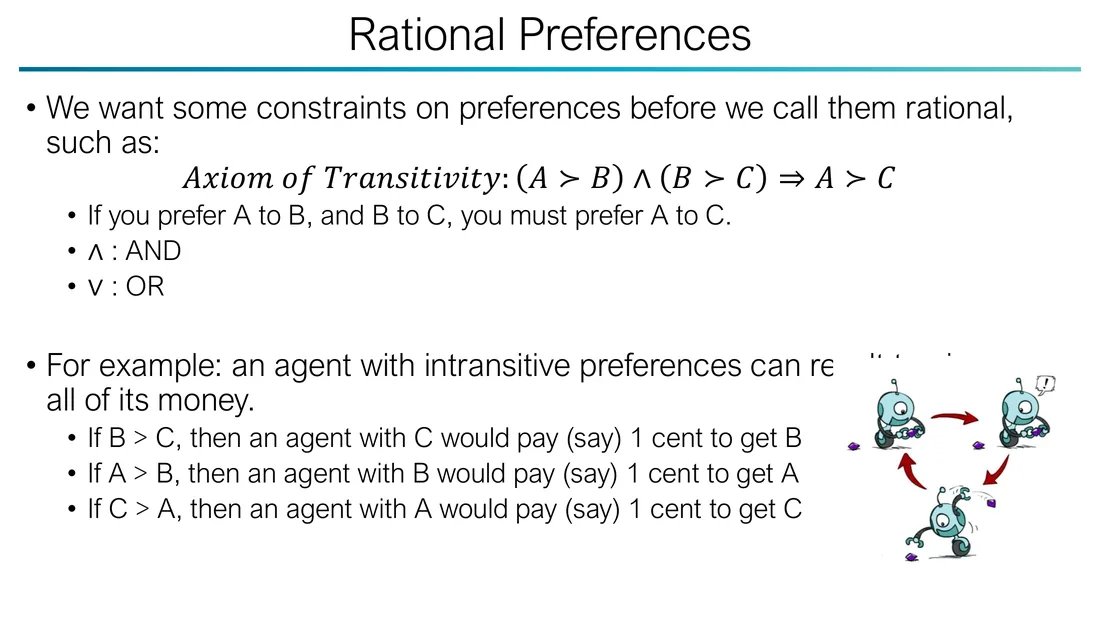 Rational Preferences
• We want some constraints on preferences before we call them rational,
such as:
Axiom of Transitivity: (A ≻ B) ∧ (B ≻ C) ⇒ A ≻ C
• If you prefer A to B, and B to C, you must prefer A to C.
• ∧ : AND
• ∨ : OR
• For example: an agent with intransitive preferences can
all of its money.
• If B > C, then an agent with C would pay (say) 1 cent to get B
• If A > B, then an agent with B would pay (say) 1 cent to get A
• If C > A, then an agent with A would pay (say) 1 cent to get C
!